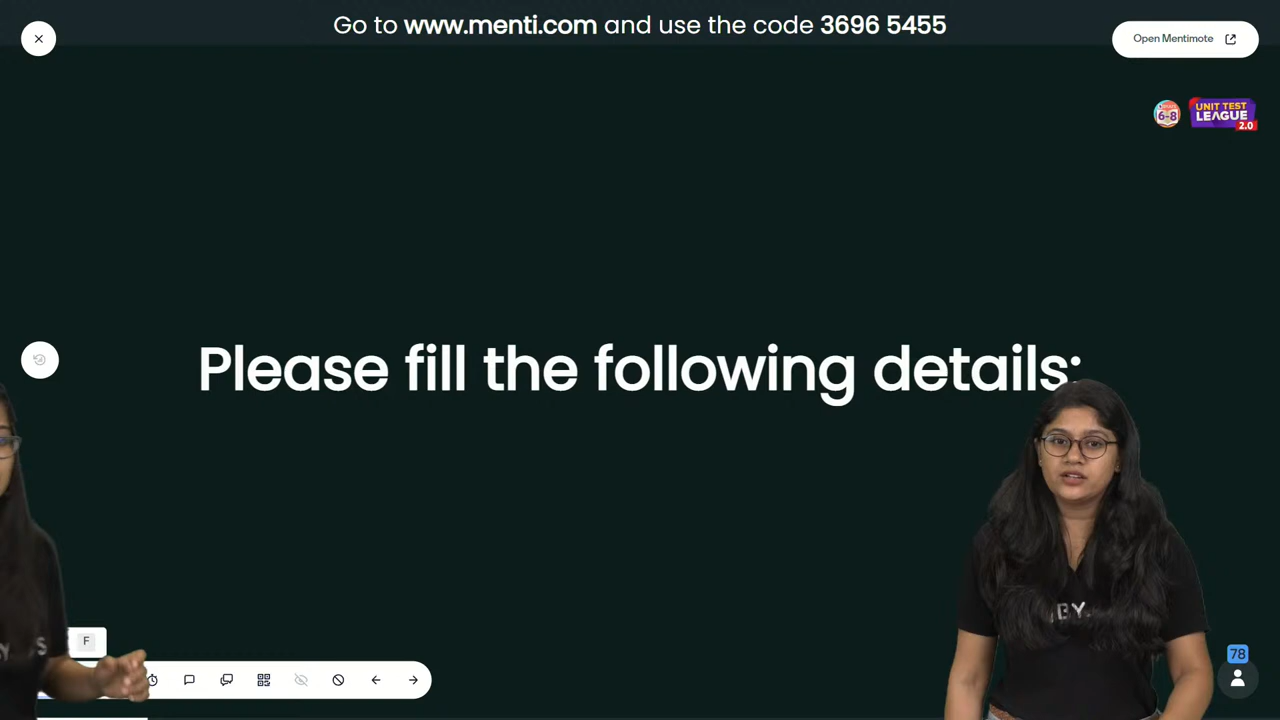 Go to www.menti.com and use the code 3696 5455
Open Mentimote
6-8
UNIT TEST
LEAGUE
2.0
Please fill the following details:
BY
F
78